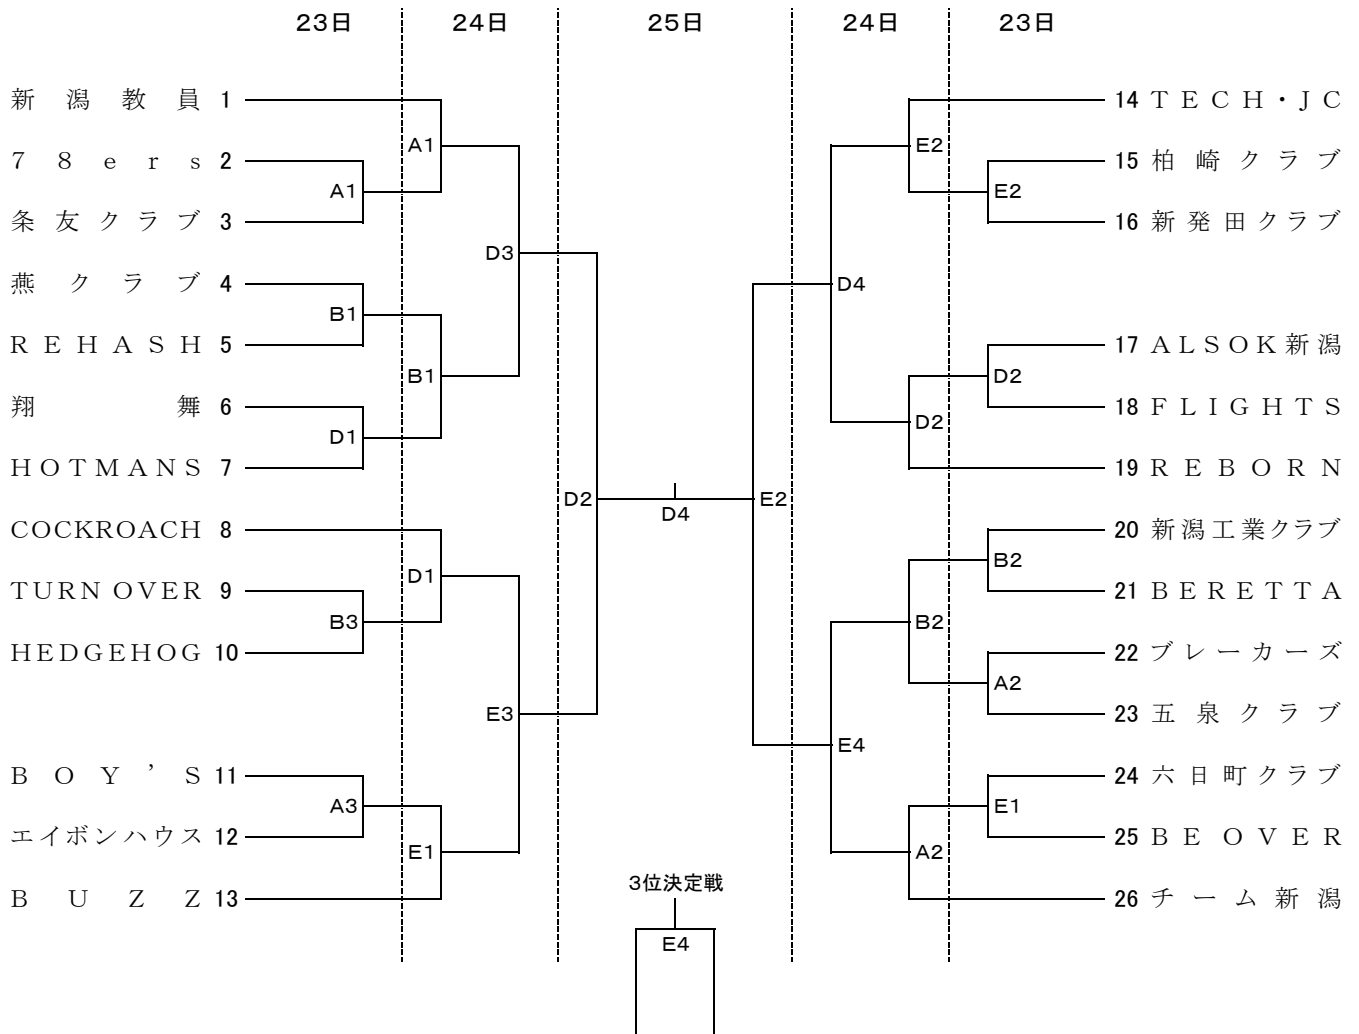 23日 24日 25日 24日 23日
新潟教員 1 14 TECH・JC
A1 E2
78ers 2 15 柏崎クラブ
A1 E2
条友クラブ 3 16 新発田クラブ
D3
燕クラブ 4 D4
B1
REHASH 5 17 ALSOK新潟
B1 D2
翔舞 6 18 FLIGHTS
D1 D2
HOTMANS 7 19 REBORN
D2 D4 E2
COCKROACH 8 20 新潟工業クラブ
D1 B2
TURN OVER 9 21 BERETTA
B3 B2
HEDGEHOG 10 22 ブレーカーズ
A2
E3 23 五泉クラブ
E4
BOY'S 11 24 六日町クラブ
A3 E1
エイボンハウス 12 25 BE OVER
E1 A2
3位決定戦
BUZZ 13 26 チーム新潟
E4